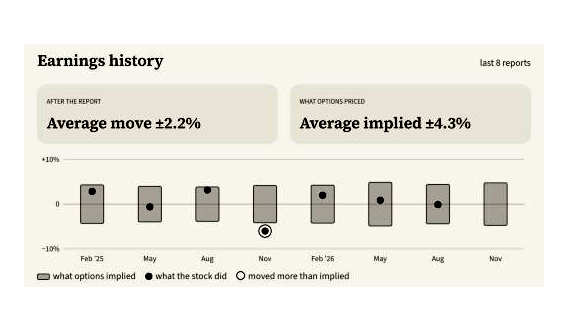 Earnings history
last 8 reports
AFTER THE REPORT
Average move ±2.2%
WHAT OPTIONS PRICED
Average implied ±4.3%
+10%
0
−10%
Feb '25 May Aug Nov Feb '26 May Aug Nov
what options implied what the stock did moved more than implied